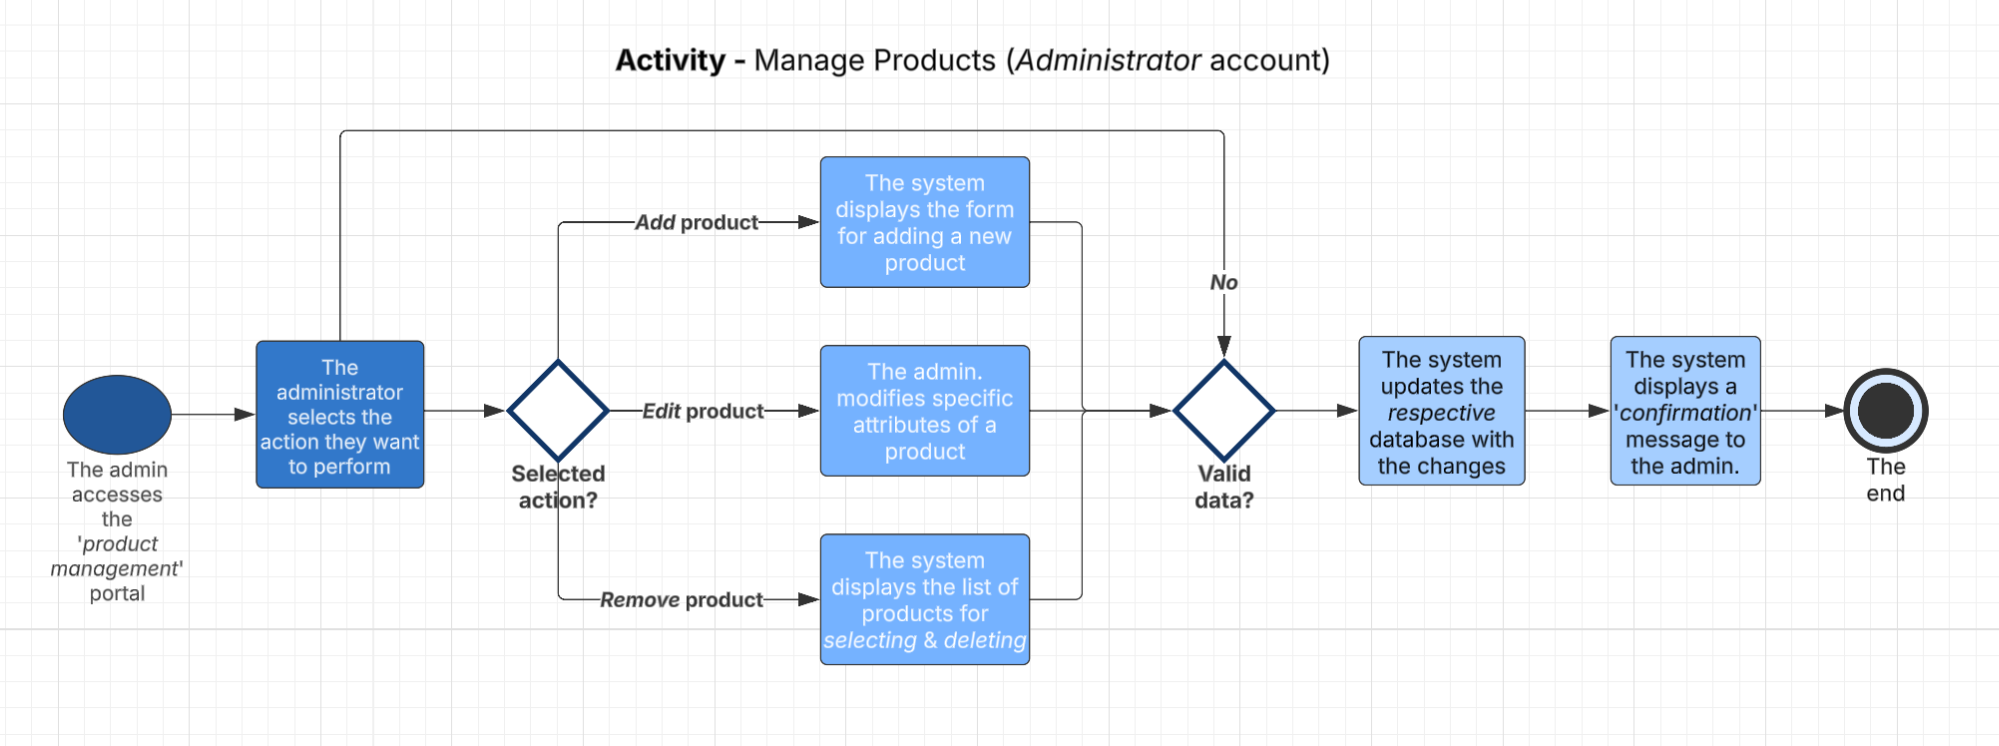 Activity - Manage Products (Administrator account)
The admin
accesses
the
'product
management'
portal
The
administrator
selects the
action they want
to perform
Selected
action?
Add product
Edit product
Remove product
The system
displays the form
for adding a new
product
The admin.
modifies specific
attributes of a
product
The system
displays the list of
products for
selecting & deleting
No
Valid
data?
The system
updates the
respective
database with
the changes
The system
displays a
'confirmation'
message to
the admin.
The
end